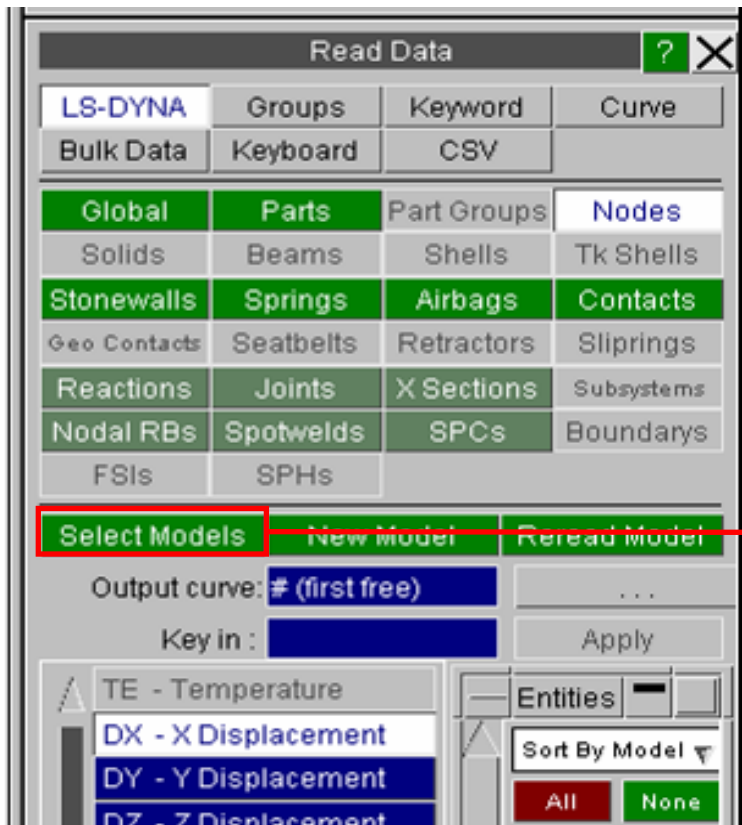 Read Data ?
LS-DYNA Groups Keyword Curve
Bulk Data Keyboard CSV
Global Parts Part Groups Nodes
Solids Beams Shells Tk Shells
Stonewalls Springs Airbags Contacts
Geo Contacts Seatbelts Retractors Sliprings
Reactions Joints X Sections Subsystems
Nodal RBs Spotwelds SPCs Boundarys
FSIs SPHs
Select Models New Model Reread Model
Output curve: # (first free) ...
Key in : Apply
TE - Temperature Entities
DX - X Displacement Sort By Model
DY - Y Displacement All None
DZ - Z Displacement